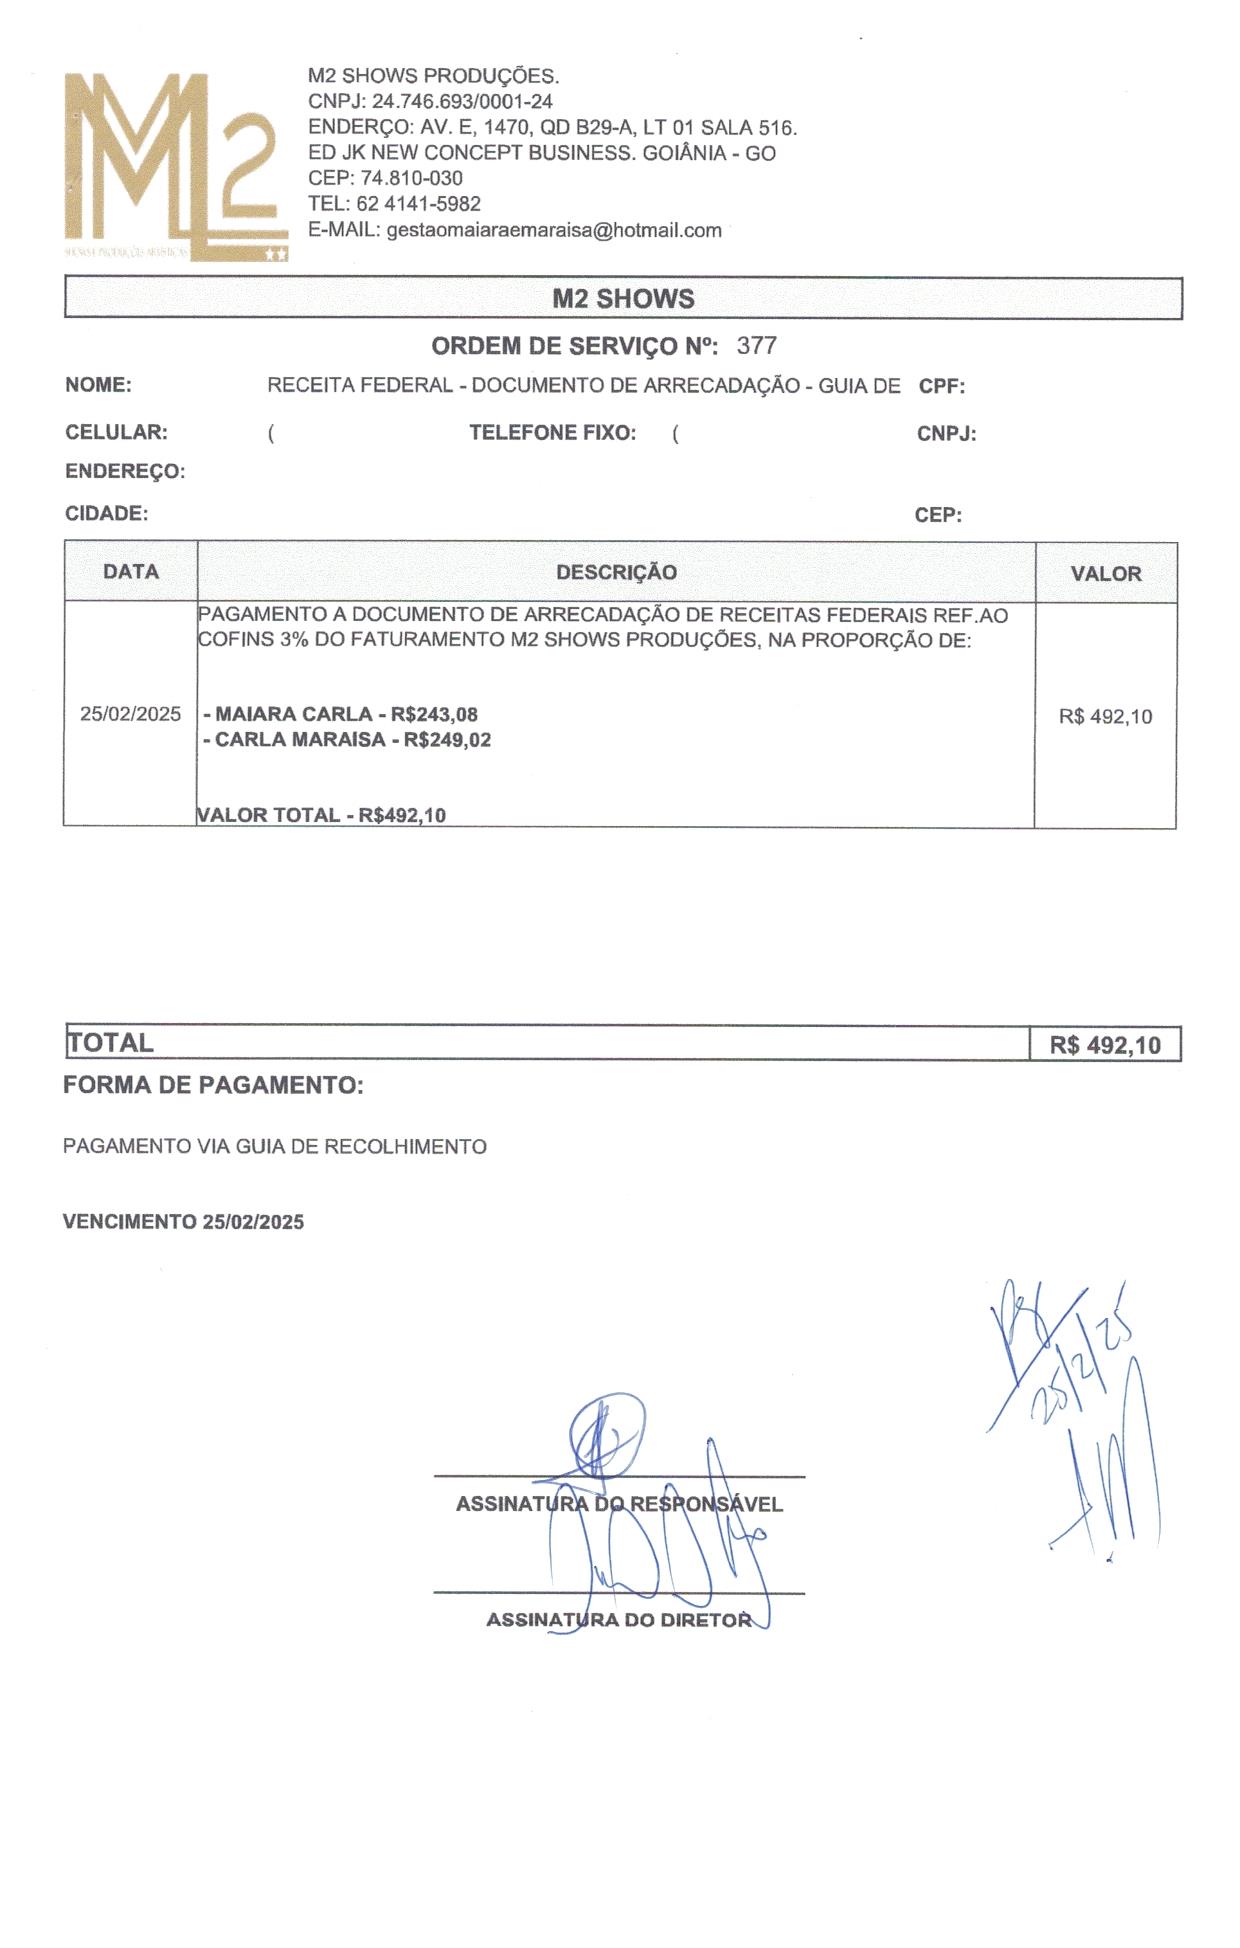 M2
SHOWS E PRODUÇÕES ARTÍSTICAS
M2 SHOWS PRODUÇÕES.
CNPJ: 24.746.693/0001-24
ENDERÇO: AV. E, 1470, QD B29-A, LT 01 SALA 516.
ED JK NEW CONCEPT BUSINESS. GOIÂNIA - GO
CEP: 74.810-030
TEL: 62 4141-5982
E-MAIL: gestaomaiaraemaraisa@hotmail.com
M2 SHOWS
ORDEM DE SERVIÇO Nº: 377
NOME: RECEITA FEDERAL - DOCUMENTO DE ARRECADAÇÃO - GUIA DE CPF:
CELULAR: ( TELEFONE FIXO: ( CNPJ:
ENDEREÇO:
CIDADE: CEP:
DATA DESCRIÇÃO VALOR
PAGAMENTO A DOCUMENTO DE ARRECADAÇÃO DE RECEITAS FEDERAIS REF.AO
COFINS 3% DO FATURAMENTO M2 SHOWS PRODUÇÕES, NA PROPORÇÃO DE:
25/02/2025 - MAIARA CARLA - R$243,08 R$ 492,10
- CARLA MARAISA - R$249,02
VALOR TOTAL - R$492,10
TOTAL R$ 492,10
FORMA DE PAGAMENTO:
PAGAMENTO VIA GUIA DE RECOLHIMENTO
VENCIMENTO 25/02/2025
25/2/25
ASSINATURA DO RESPONSÁVEL
ASSINATURA DO DIRETOR